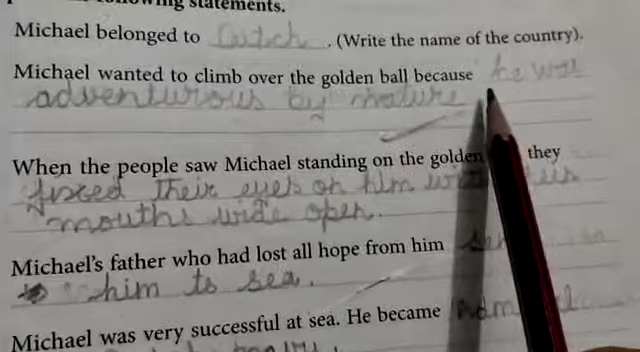 following statements.
Michael belonged to Dutch. (Write the name of the country).
Michael wanted to climb over the golden ball because he was
adventurous by nature
When the people saw Michael standing on the golden they
fixed their eyes on him
mouths wide open.
Michael's father who had lost all hope from him
him to sea.
Michael was very successful at sea. He became